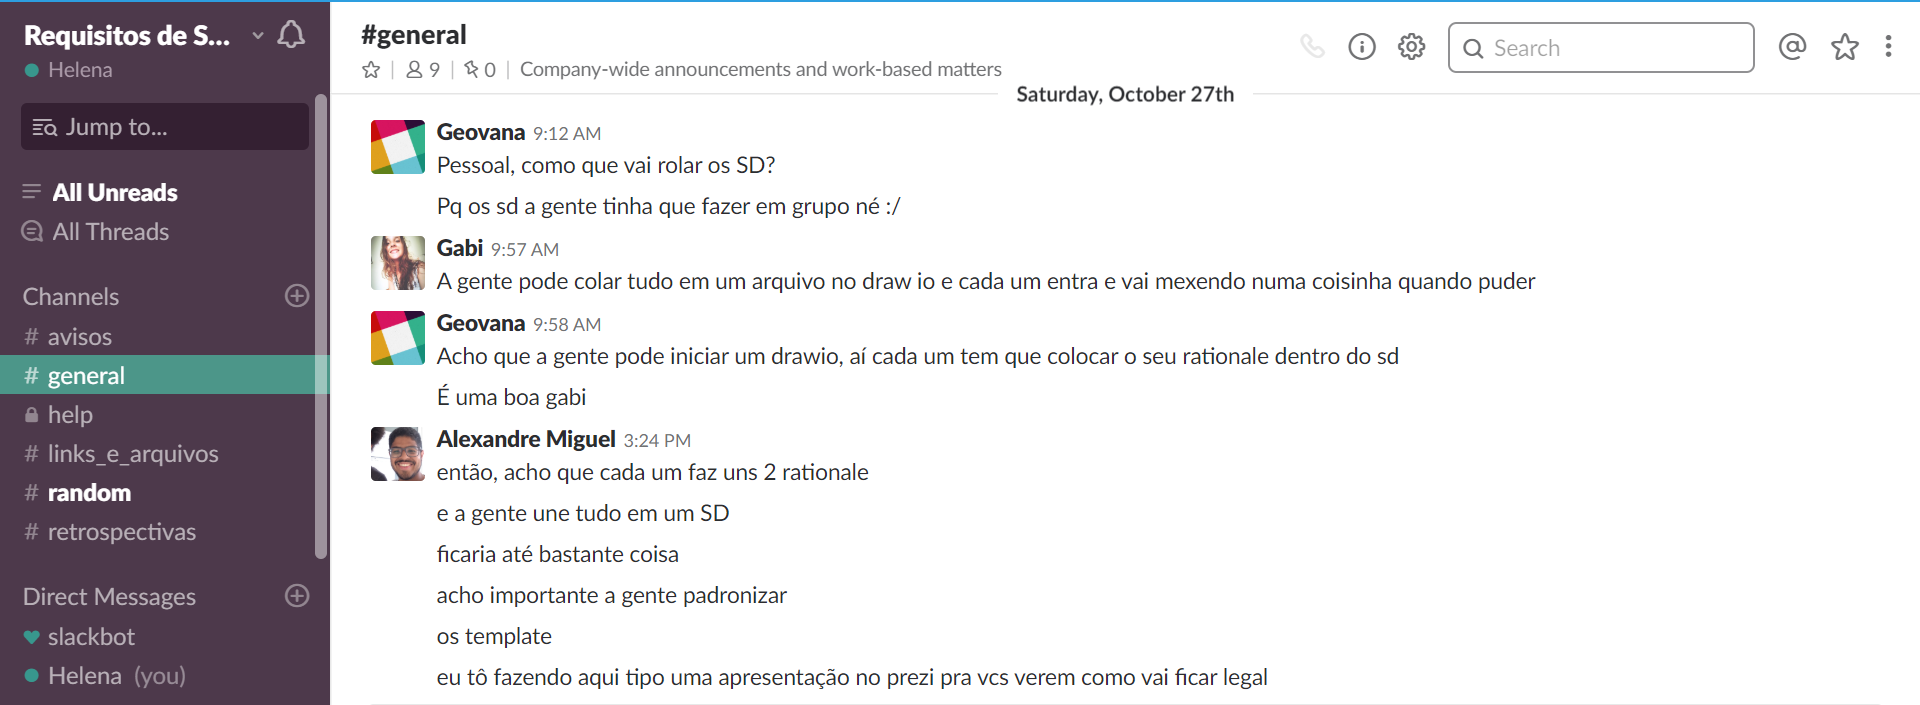 Requisitos de S...
Helena
Jump to...
All Unreads
All Threads
Channels
# avisos
# general
help
# links_e_arquivos
# random
# retrospectivas
Direct Messages
slackbot
Helena (you)
#general
9 | 0 | Company-wide announcements and work-based matters
Search
Saturday, October 27th
Geovana 9:12 AM
Pessoal, como que vai rolar os SD?
Pq os sd a gente tinha que fazer em grupo né :/
Gabi 9:57 AM
A gente pode colar tudo em um arquivo no draw io e cada um entra e vai mexendo numa coisinha quando puder
Geovana 9:58 AM
Acho que a gente pode iniciar um drawio, aí cada um tem que colocar o seu rationale dentro do sd
É uma boa gabi
Alexandre Miguel 3:24 PM
então, acho que cada um faz uns 2 rationale
e a gente une tudo em um SD
ficaria até bastante coisa
acho importante a gente padronizar
os template
eu tô fazendo aqui tipo uma apresentação no prezi pra vcs verem como vai ficar legal